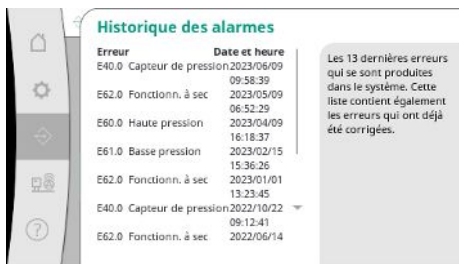 Historique des alarmes
Erreur Date et heure
E40.0 Capteur de pression 2023/06/09
09:58:39
E62.0 Fonctionn. à sec 2023/05/09
06:52:29
E60.0 Haute pression 2023/04/09
16:18:37
E61.0 Basse pression 2023/02/15
15:36:26
E62.0 Fonctionn. à sec 2023/01/01
13:23:45
E40.0 Capteur de pression 2022/10/22
09:12:41
E62.0 Fonctionn. à sec 2022/06/14
Les 13 dernières erreurs
qui se sont produites
dans le système. Cette
liste contient également
les erreurs qui ont déjà
été corrigées.
?